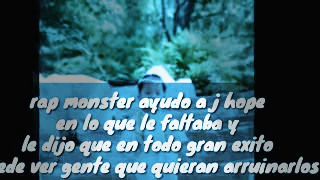 rap monster ayudo a j hope
en lo que le faltaba y
le dijo que en todo gran exito
ede ver gente que quieran arruinarlos